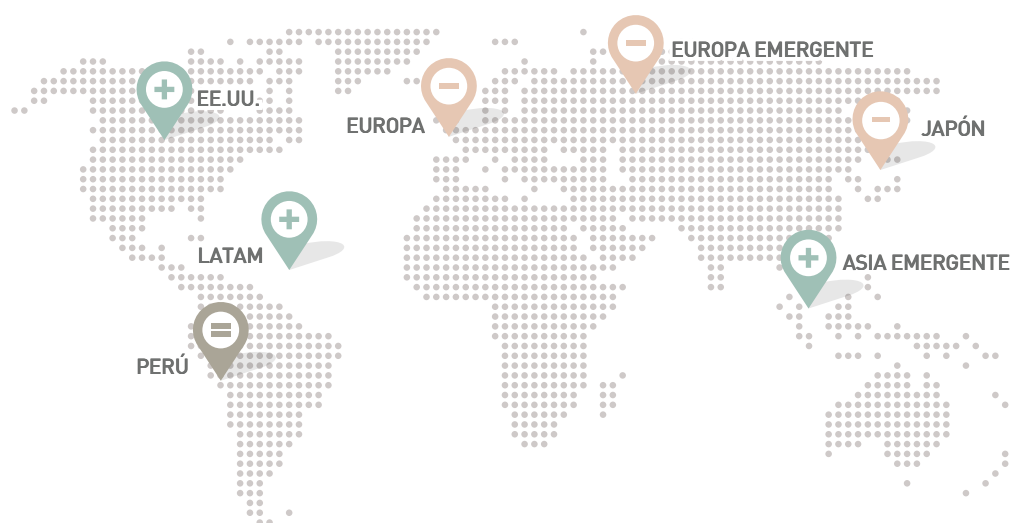 EUROPA EMERGENTE
EE.UU.
EUROPA
JAPÓN
LATAM
ASIA EMERGENTE
PERÚ